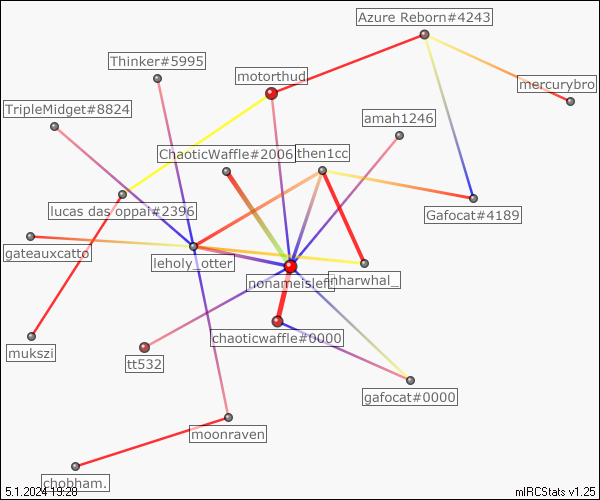 Azure Reborn#4243
Thinker#5995
motorthud
mercurybro
TripleMidget#8824
amah1246
ChaoticWaffle#2006
then1cc
lucas das oppai#2396
Gafocat#4189
gateauxcatto
leholy_otter
nonameisleft
nharwhal_
chaoticwaffle#0000
mukszi
tt532
gafocat#0000
moonraven
chobham.
5.1.2024 19:28
mIRCStats v1.25